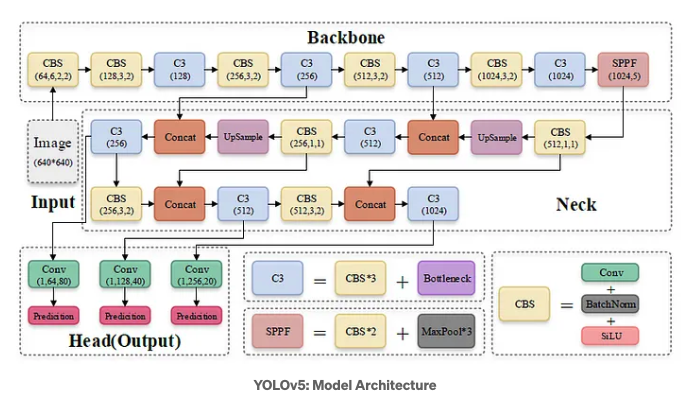 Backbone
CBS
(64,6,2,2)
CBS
(128,3,2)
C3
(128)
CBS
(256,3,2)
C3
(256)
CBS
(512,3,2)
C3
(512)
CBS
(1024,3,2)
C3
(1024)
SPPF
(1024,5)
Image
(640*640)
Input
C3
(256)
Concat
UpSample
CBS
(256,1,1)
C3
(512)
Concat
UpSample
CBS
(512,1,1)
CBS
(256,3,2)
Concat
C3
(512)
CBS
(512,3,2)
Concat
C3
(1024)
Neck
Conv
(1,64,80)
Conv
(1,128,40)
Conv
(1,256,20)
Prediction
Prediction
Prediction
Head(Output)
C3 = CBS*3 + Bottleneck
SPPF = CBS*2 + MaxPool*3
CBS =
Conv
+
BatchNorm
+
SiLU
YOLOv5: Model Architecture